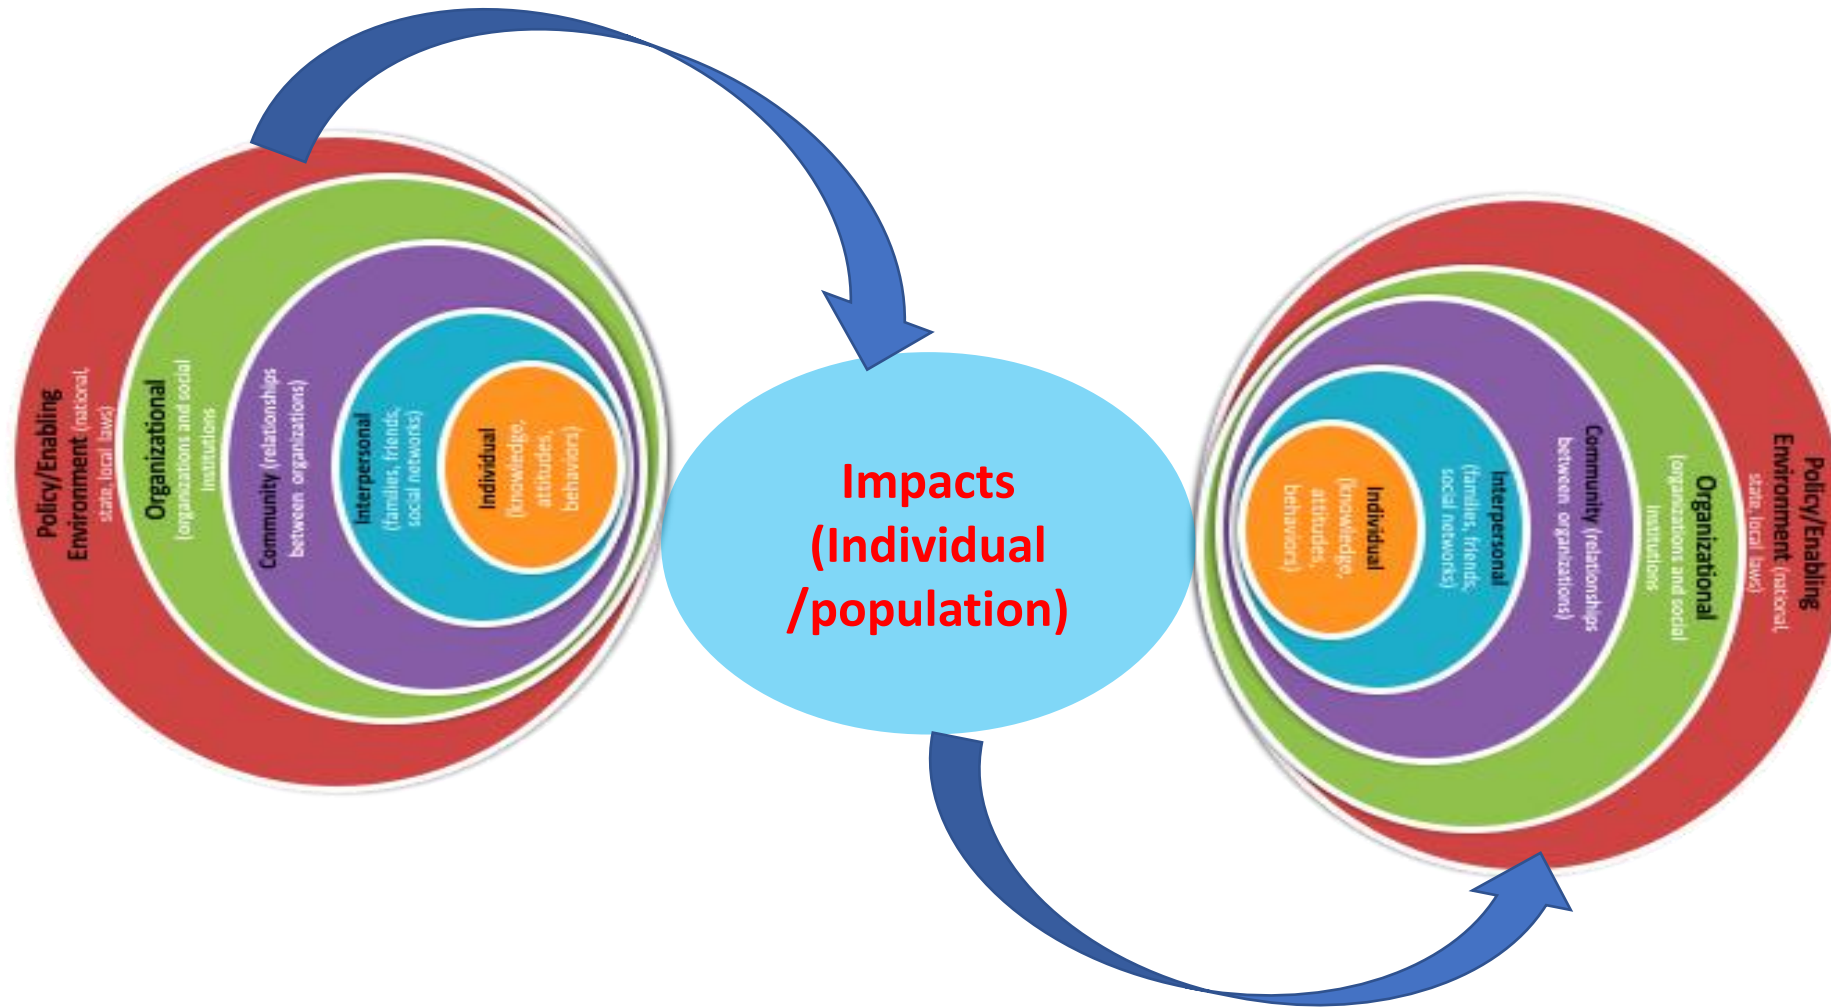 Policy/Enabling
Environment (national,
state, local laws)
Organizational
(organizations and social
Institutions
Community (relationships
between organizations)
Interpersonal
(families, friends,
social networks)
Individual
(knowledge,
attitudes,
behaviors)
Impacts
(Individual
/population)
Individual
(knowledge,
attitudes,
behaviors)
Interpersonal
(families, friends,
social networks)
Community (relationships
between organizations)
Organizational
(organizations and social
Institutions
Policy/Enabling
Environment (national,
state, local laws)